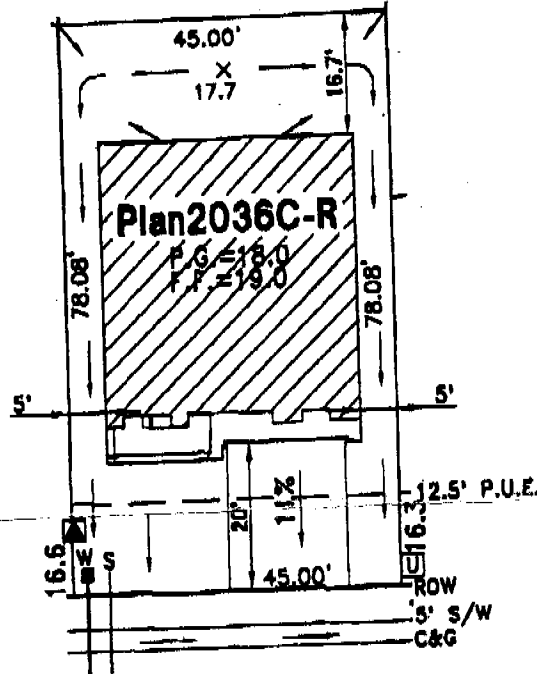 45.00'
X
17.7
16.7'
Plan2036C-R
P.G.=18.0
F.F.=19.0
78.08'
78.08'
5'
5'
12.5' P.U.E.
20'
16.3
16.6
W S
45.00'
ROW
5' S/W
C&G